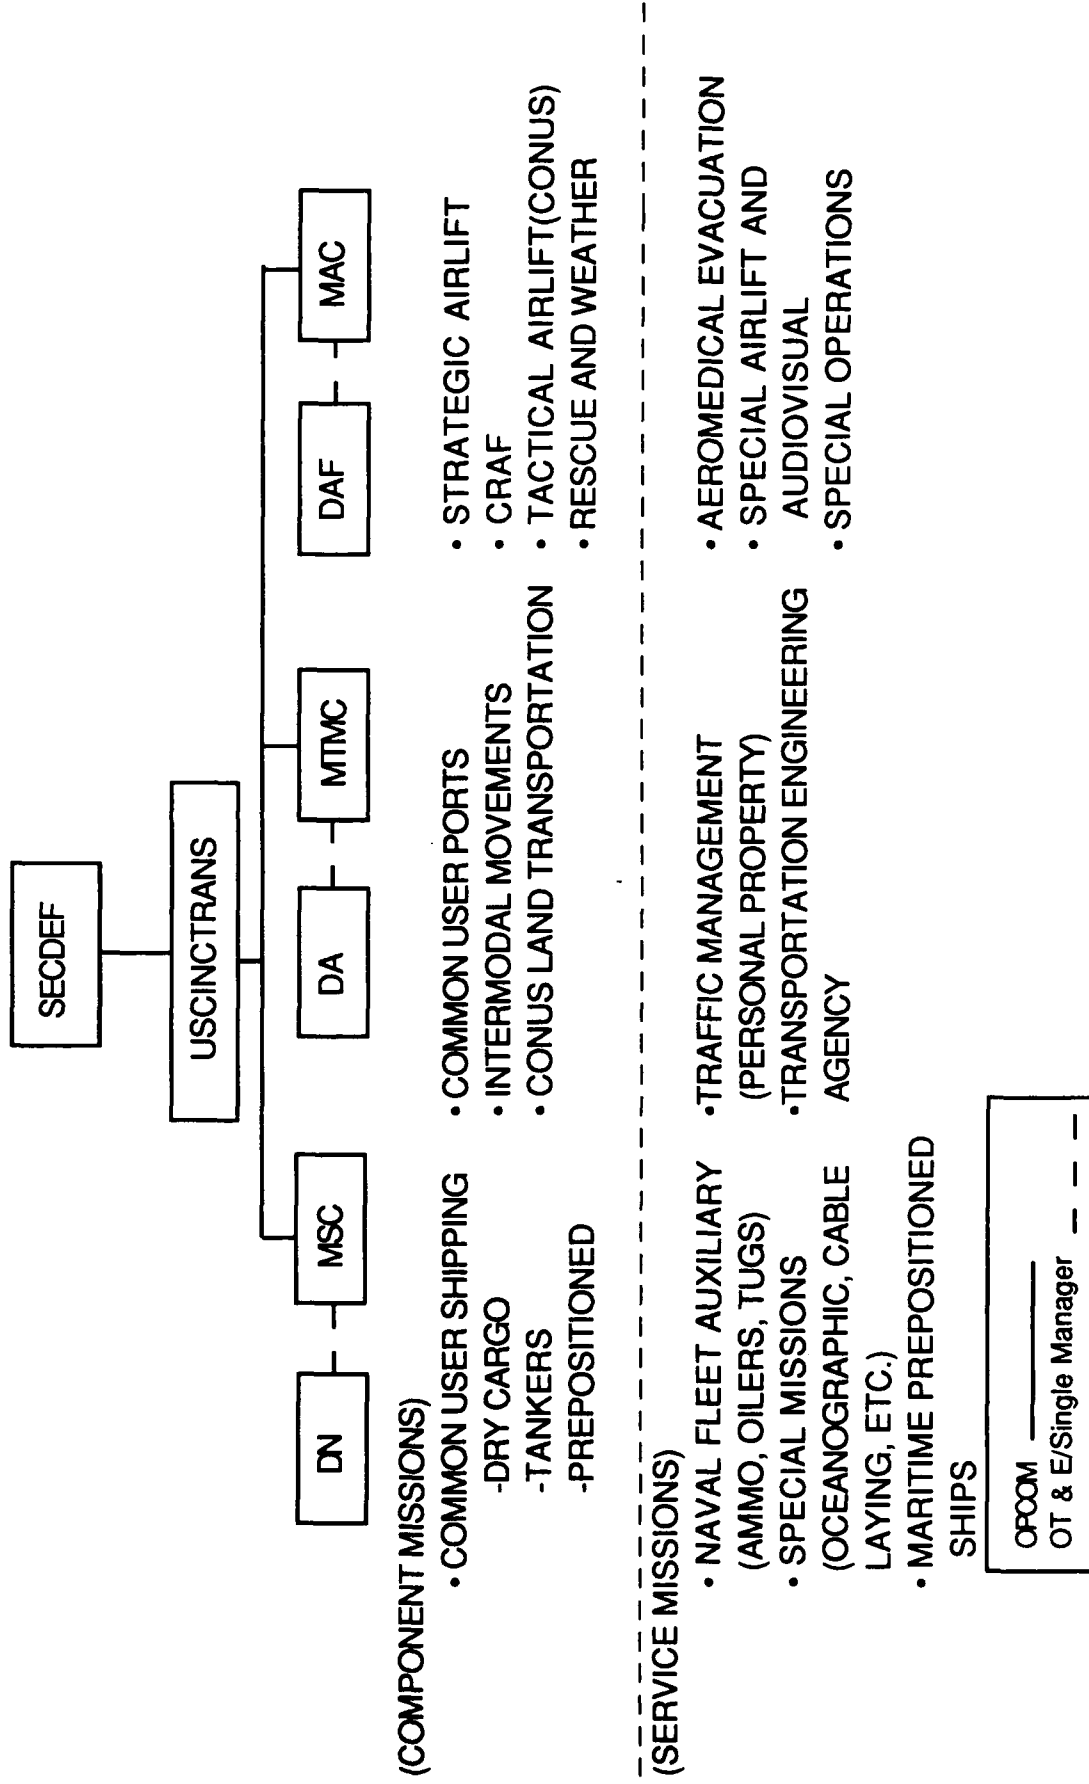 SECDEF
USCINCTRANS
DN
MSC
DA
MTMC
DAF
MAC
(COMPONENT MISSIONS)
• COMMON USER SHIPPING
-DRY CARGO
-TANKERS
-PREPOSITIONED
• COMMON USER PORTS
• INTERMODAL MOVEMENTS
• CONUS LAND TRANSPORTATION
• STRATEGIC AIRLIFT
• CRAF
• TACTICAL AIRLIFT(CONUS)
• RESCUE AND WEATHER
(SERVICE MISSIONS)
• NAVAL FLEET AUXILIARY
(AMMO, OILERS, TUGS)
• SPECIAL MISSIONS
(OCEANOGRAPHIC, CABLE
LAYING, ETC.)
• MARITIME PREPOSITIONED
SHIPS
•TRAFFIC MANAGEMENT
(PERSONAL PROPERTY)
•TRANSPORTATION ENGINEERING
AGENCY
• AEROMEDICAL EVACUATION
• SPECIAL AIRLIFT AND
AUDIOVISUAL
• SPECIAL OPERATIONS
OPCOM
OT & E/Single Manager